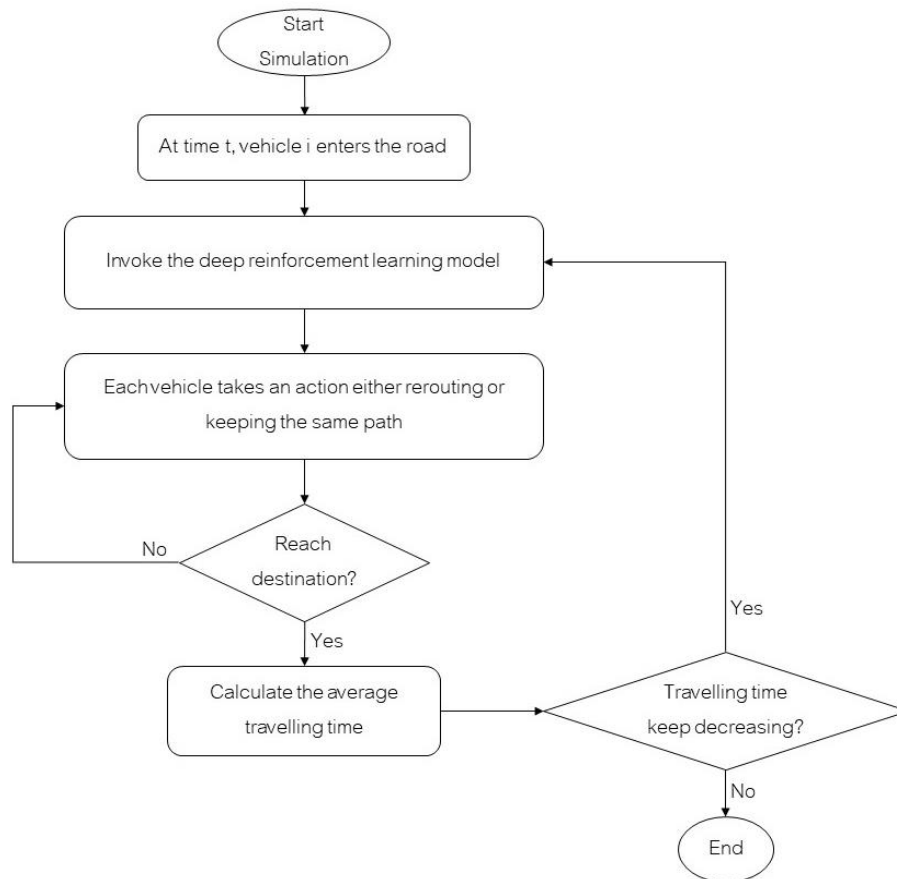 Start
Simulation
At time t, vehicle i enters the road
Invoke the deep reinforcement learning model
Each vehicle takes an action either rerouting or
keeping the same path
No
Reach
destination?
Yes
Calculate the average
travelling time
Yes
Travelling time
keep decreasing?
No
End